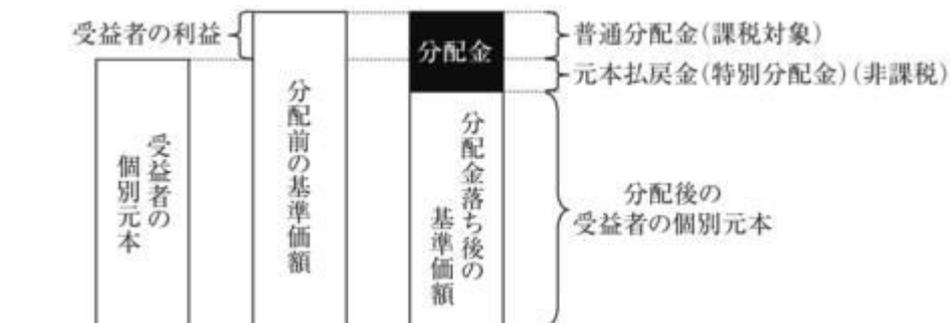 受益者の利益
受益者の
個別元本
分配前の基準価額
分配金
分配金落ち後の
基準価額
普通分配金(課税対象)
元本払戻金(特別分配金)(非課税)
分配後の
受益者の個別元本